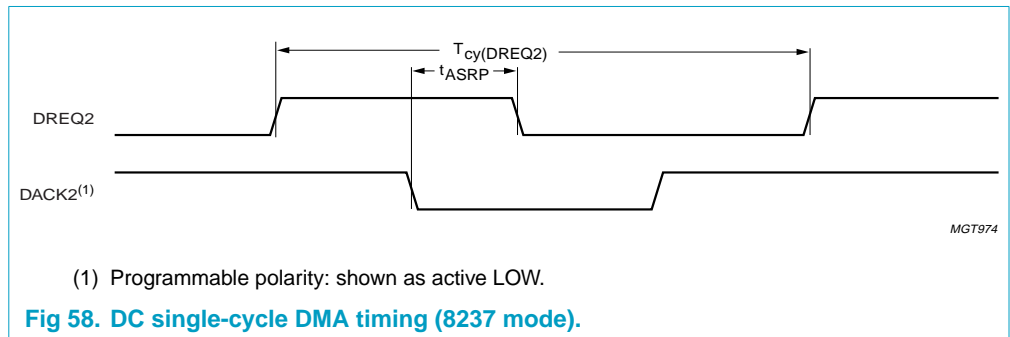 Tcy(DREQ2)
tASRP
DREQ2
DACK2(1)
MGT974
(1) Programmable polarity: shown as active LOW.
Fig 58. DC single-cycle DMA timing (8237 mode).